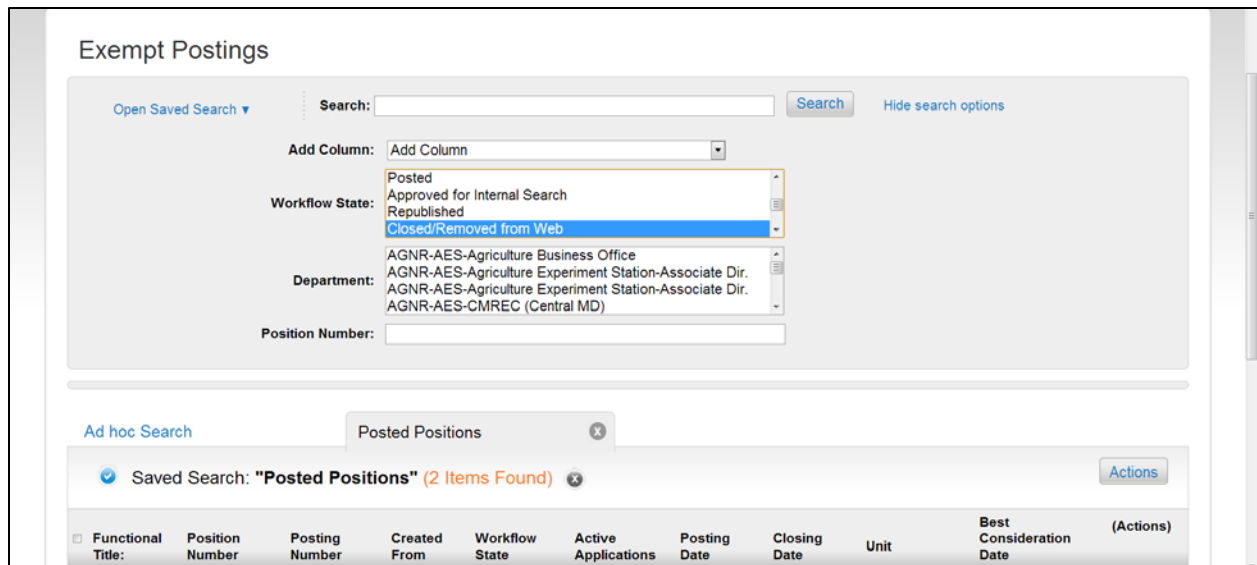 Exempt Postings
Open Saved Search ▼ Search: Search Hide search options
Add Column: Add Column
Workflow State: Posted
Approved for Internal Search
Republished
Closed/Removed from Web
Department: AGNR-AES-Agriculture Business Office
AGNR-AES-Agriculture Experiment Station-Associate Dir.
AGNR-AES-Agriculture Experiment Station-Associate Dir.
AGNR-AES-CMREC (Central MD)
Position Number:
Ad hoc Search Posted Positions
Saved Search: "Posted Positions" (2 Items Found) Actions
Functional Title: Position Number Posting Number Created From Workflow State Active Applications Posting Date Closing Date Unit Best Consideration Date (Actions)